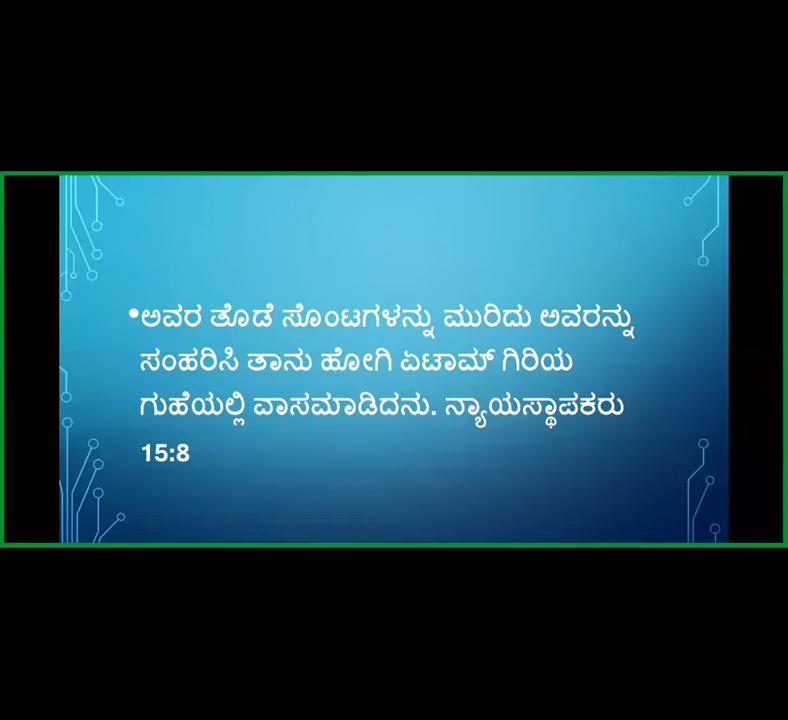 •ಅವರ ತೊಡೆ ಸೊಂಟಗಳನ್ನು ಮುರಿದು ಅವರನ್ನು
ಸಂಹರಿಸಿ ತಾನು ಹೋಗಿ ಏಟಾಮ್ ಗಿರಿಯ
ಗುಹೆಯಲ್ಲಿ ವಾಸಮಾಡಿದನು. ನ್ಯಾಯಸ್ಥಾಪಕರು
15:8